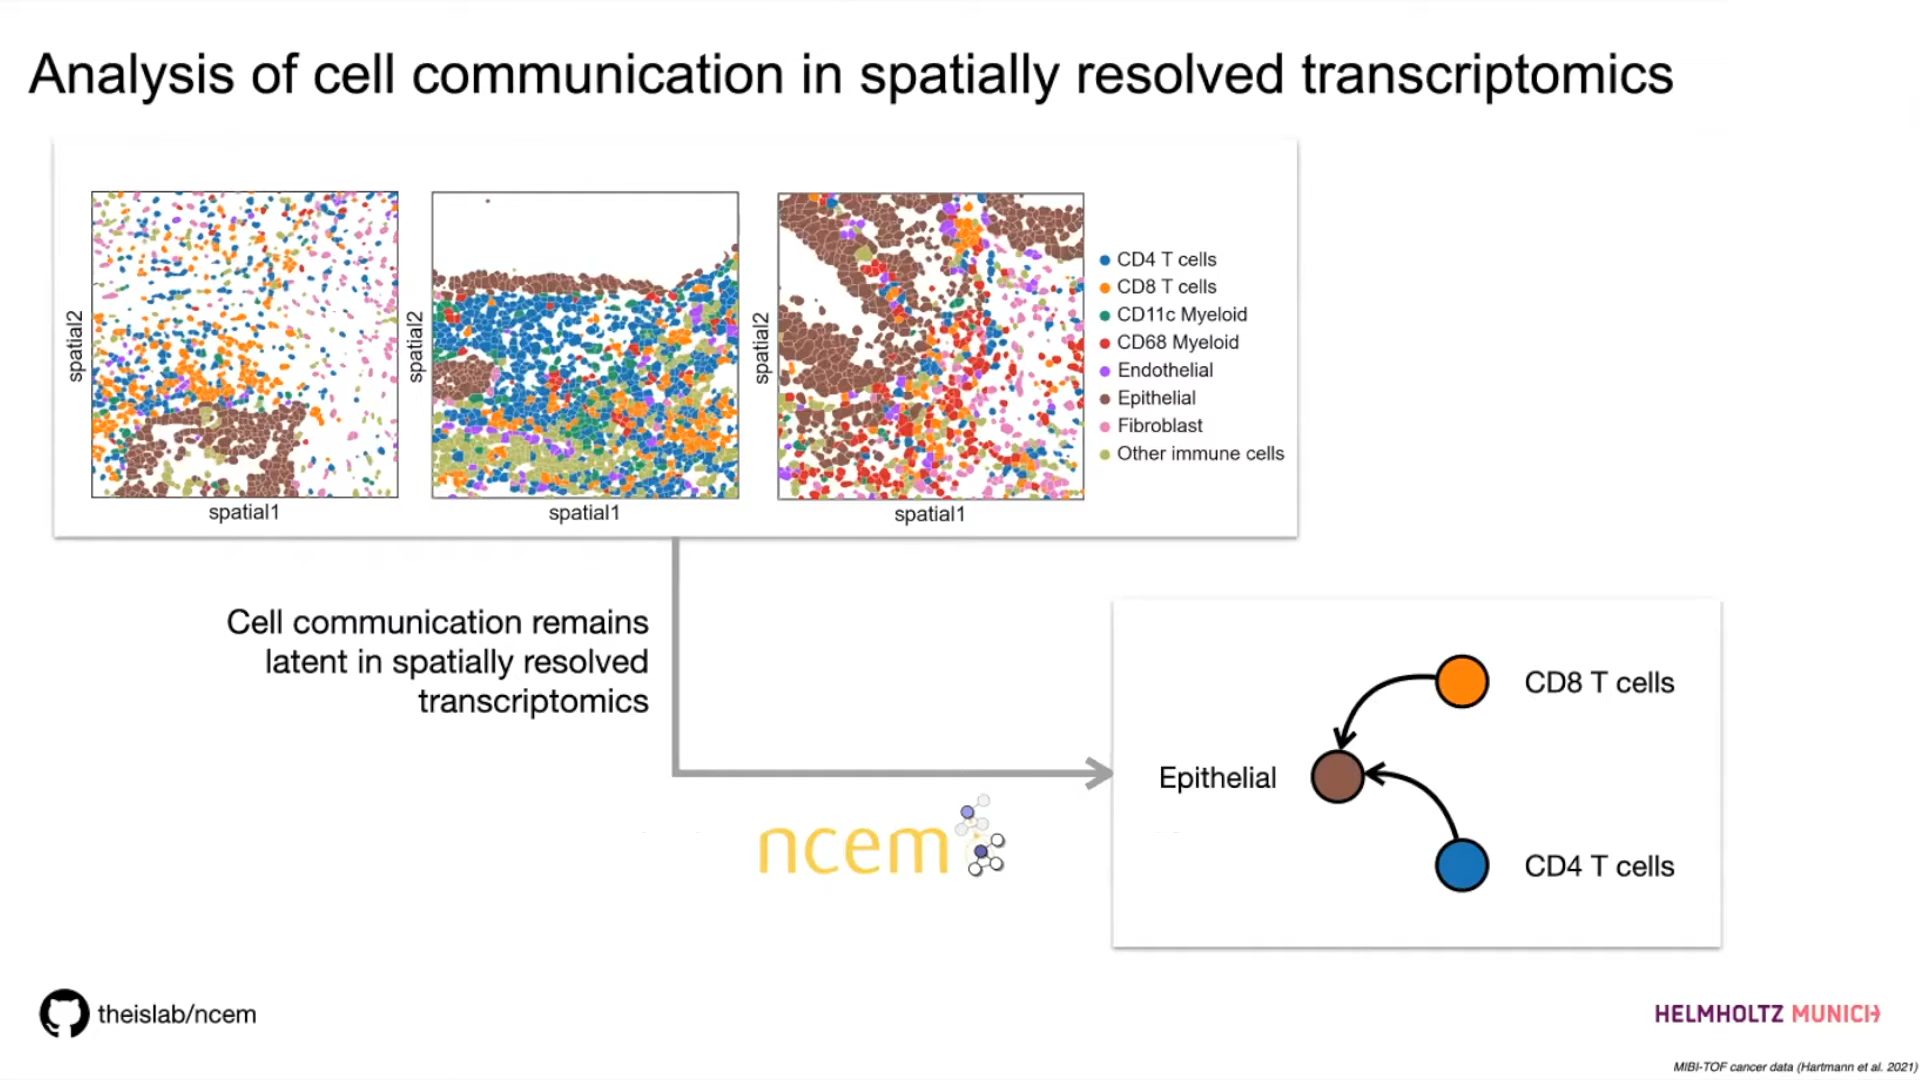 Analysis of cell communication in spatially resolved transcriptomics
spatial2
spatial1
spatial2
spatial1
spatial2
spatial1
CD4 T cells
CD8 T cells
CD11c Myeloid
CD68 Myeloid
Endothelial
Epithelial
Fibroblast
Other immune cells
Cell communication remains
latent in spatially resolved
transcriptomics
ncem
CD8 T cells
Epithelial
CD4 T cells
theislab/ncem
HELMHOLTZ MUNICH
MIBI-TOF cancer data (Hartmann et al. 2021)